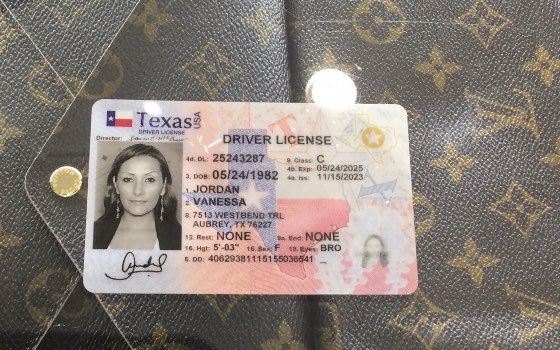 Texas USA
DRIVER LICENSE
Director:
DRIVER LICENSE
4d. DL: 25243287 9. Class: C
3. DOB: 05/24/1982 4b. Exp: 05/24/2025
4a. Iss: 11/15/2023
1. JORDAN
2. VANESSA
8. 7513 WESTBEND TRL
AUBREY, TX 76227
12. Rest: NONE 9a. End: NONE
16. Hgt: 5'-03" 15. Sex: F 18. Eyes: BRO
5. DD: 40629381115155036541